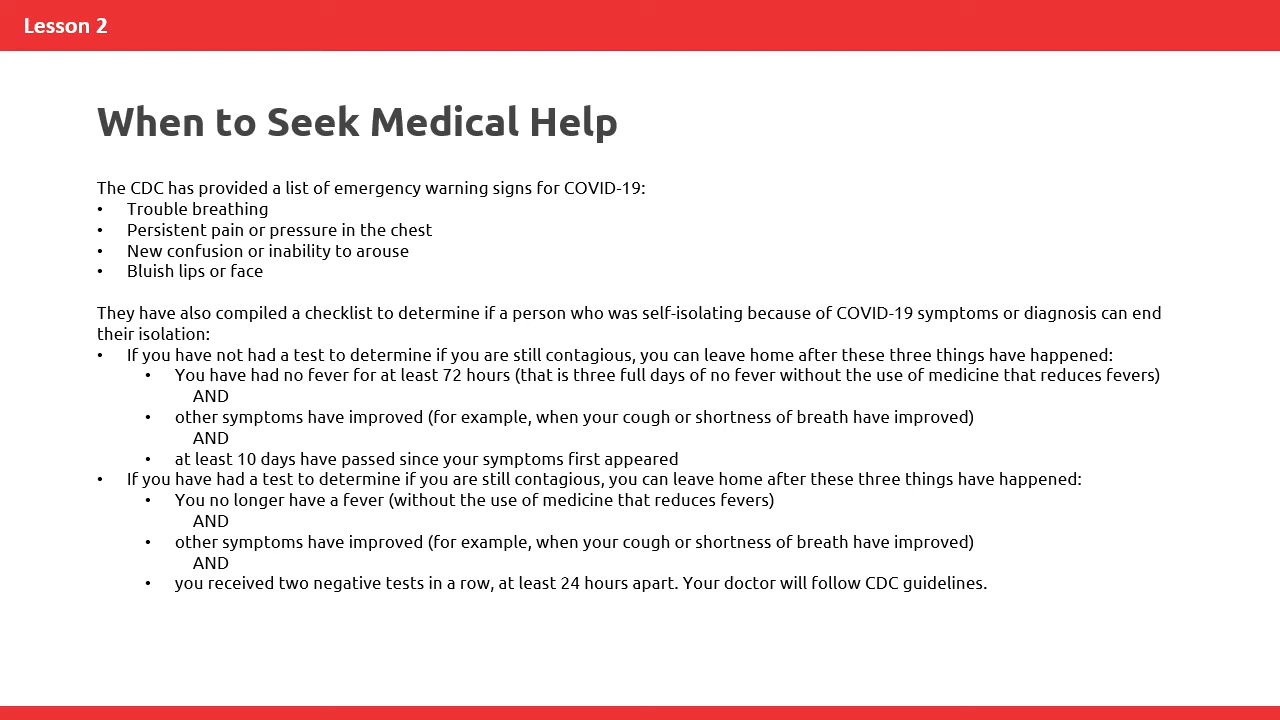 Lesson 2
When to Seek Medical Help
The CDC has provided a list of emergency warning signs for COVID-19:
• Trouble breathing
• Persistent pain or pressure in the chest
• New confusion or inability to arouse
• Bluish lips or face
They have also compiled a checklist to determine if a person who was self-isolating because of COVID-19 symptoms or diagnosis can end
their isolation:
• If you have not had a test to determine if you are still contagious, you can leave home after these three things have happened:
• You have had no fever for at least 72 hours (that is three full days of no fever without the use of medicine that reduces fevers)
AND
• other symptoms have improved (for example, when your cough or shortness of breath have improved)
AND
• at least 10 days have passed since your symptoms first appeared
• If you have had a test to determine if you are still contagious, you can leave home after these three things have happened:
• You no longer have a fever (without the use of medicine that reduces fevers)
AND
• other symptoms have improved (for example, when your cough or shortness of breath have improved)
AND
• you received two negative tests in a row, at least 24 hours apart. Your doctor will follow CDC guidelines.